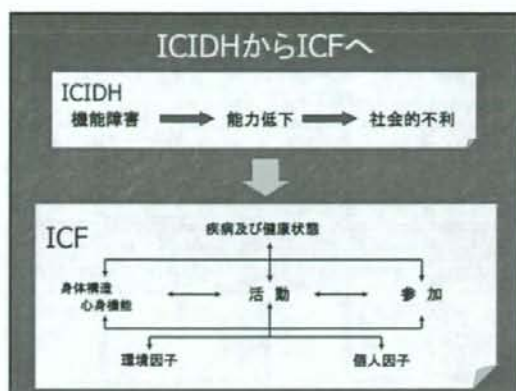 ICIDHからICFへ
ICIDH
機能障害 能力低下 社会的不利
ICF
疾病及び健康状態
身体構造
心身機能
活動
参加
環境因子 個人因子